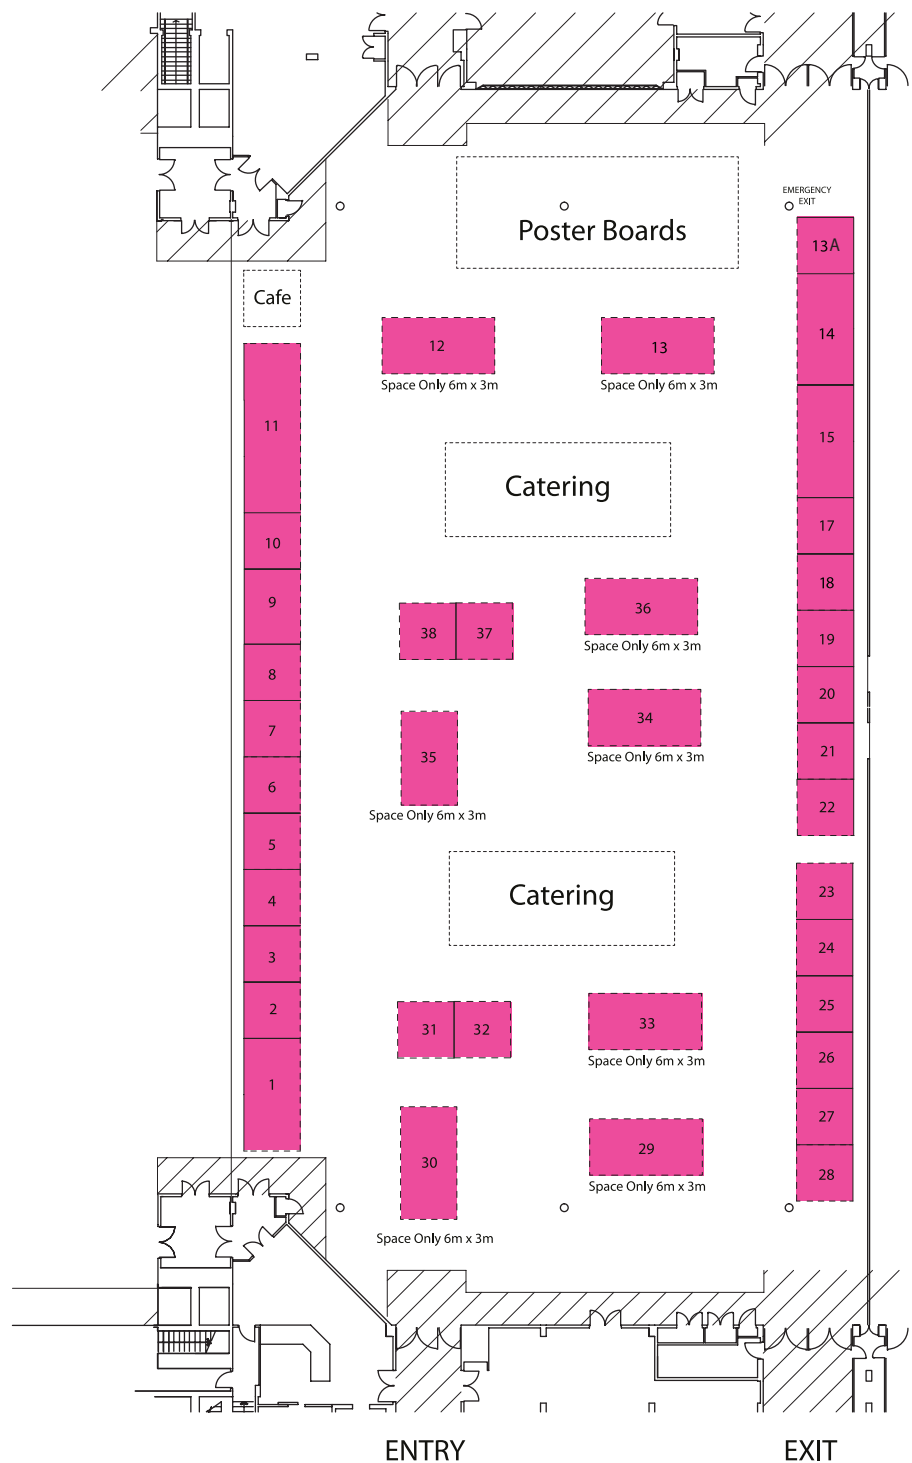 EMERGENCY
EXIT
Poster Boards
13A
Cafe
12
13
14
Space Only 6m x 3m
Space Only 6m x 3m
11
15
Catering
17
10
18
36
9
38
37
19
Space Only 6m x 3m
8
20
34
7
35
21
Space Only 6m x 3m
6
22
Space Only 6m x 3m
5
23
4
Catering
24
3
25
2
31
32
33
26
Space Only 6m x 3m
1
27
29
30
28
Space Only 6m x 3m
Space Only 6m x 3m
ENTRY
EXIT